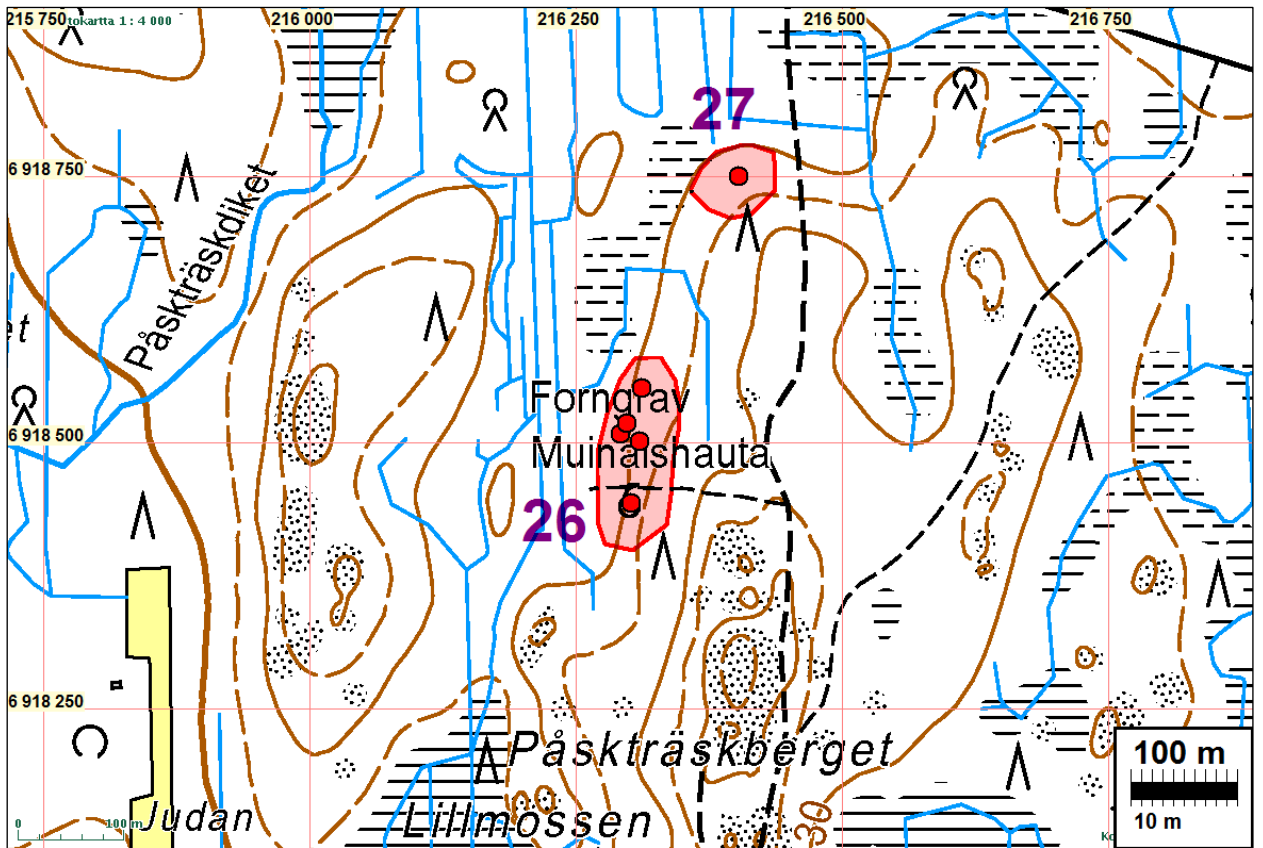 215 750
tokartta 1 : 4 000
216 000
216 250
216 500
216 750
27
6 918 750
Påskträskdiket
et
Forngrav
6 918 500
Muinaishauta
26
6 918 250
Påskträskberget
100 m
10 m
30
Judan
Lillmossen
0
100 m
Ko